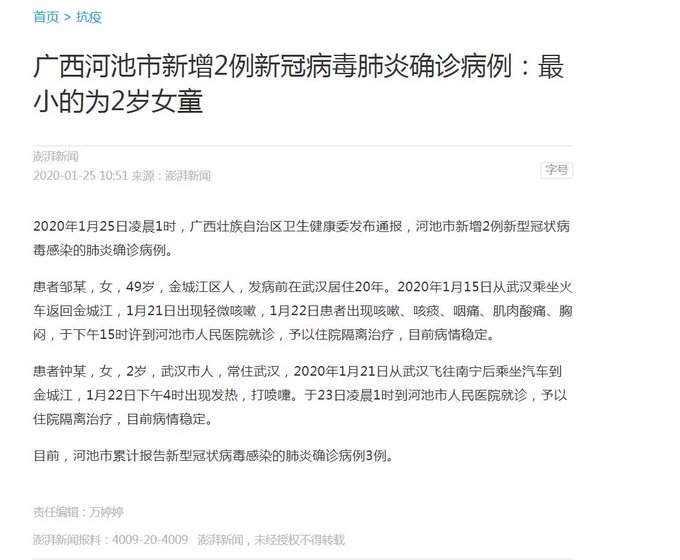 首页 > 抗疫
广西河池市新增2例新冠病毒肺炎确诊病例：最
小的为2岁女童
澎湃新闻
2020-01-25 10:51 来源：澎湃新闻
字号
2020年1月25日凌晨1时，广西壮族自治区卫生健康委发布通报，河池市新增2例新型冠状病
毒感染的肺炎确诊病例。
患者邹某，女，49岁，金城江区人，发病前在武汉居住20年。2020年1月15日从武汉乘坐火
车返回金城江，1月21日出现轻微咳嗽，1月22日患者出现咳嗽、咳痰、咽痛、肌肉酸痛、胸
闷，于下午15时许到河池市人民医院就诊，予以住院隔离治疗，目前病情稳定。
患者钟某，女，2岁，武汉市人，常住武汉，2020年1月21日从武汉飞往南宁后乘坐汽车到
金城江，1月22日下午4时出现发热，打喷嚏。于23日凌晨1时到河池市人民医院就诊，予以
住院隔离治疗，目前病情稳定。
目前，河池市累计报告新型冠状病毒感染的肺炎确诊病例3例。
责任编辑：万婷婷
澎湃新闻报料：4009-20-4009 澎湃新闻，未经授权不得转载